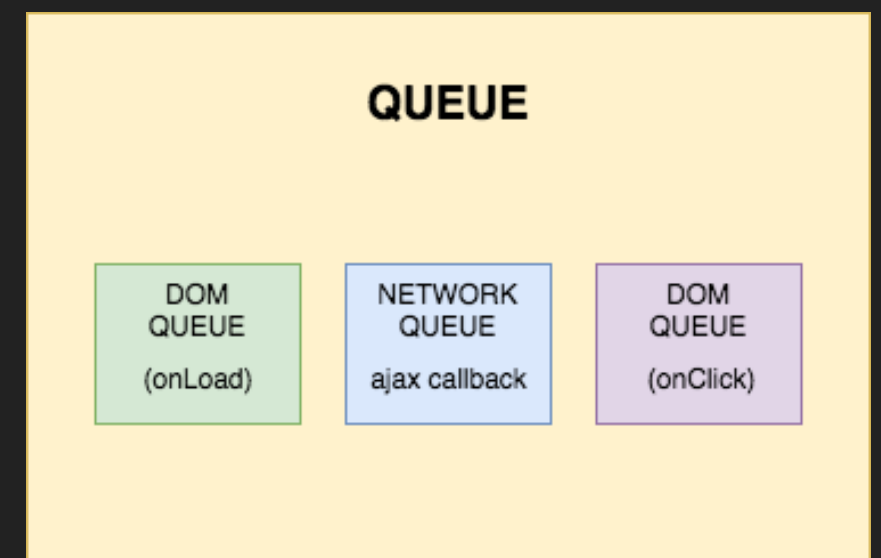 QUEUE
DOM
QUEUE
(onLoad)
NETWORK
QUEUE
ajax callback
DOM
QUEUE
(onClick)